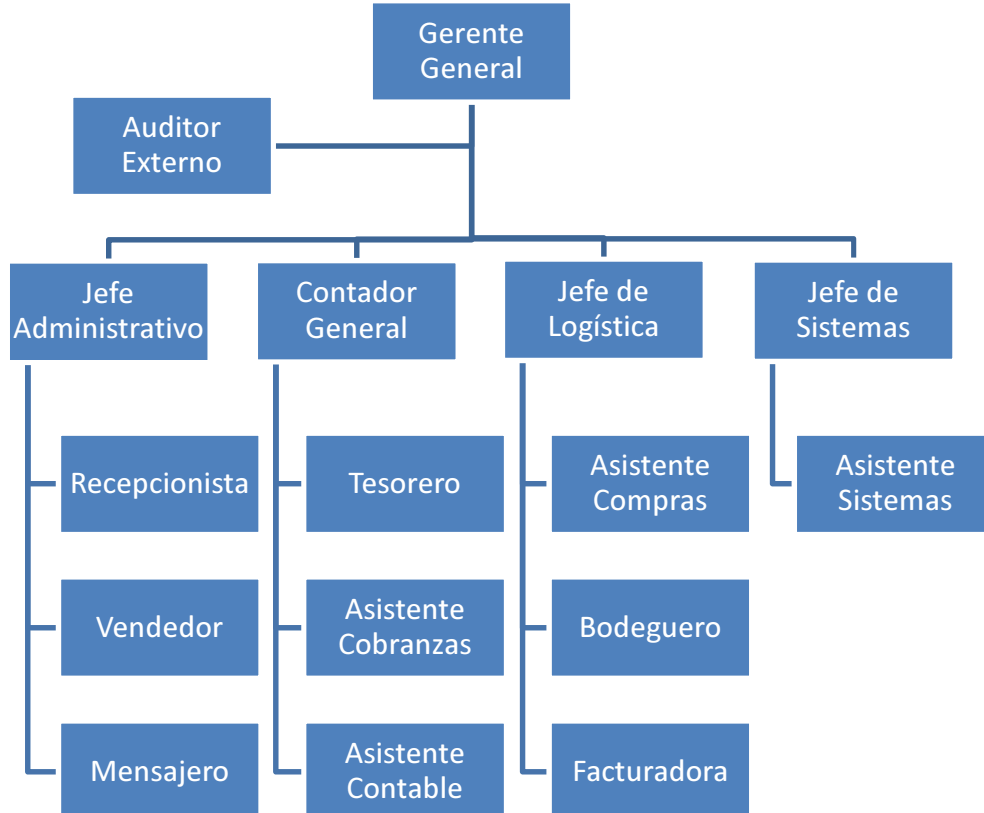 Gerente
General
Auditor
Externo
Jefe
Administrativo
Contador
General
Jefe de
Logística
Jefe de
Sistemas
Recepcionista
Tesorero
Asistente
Compras
Asistente
Sistemas
Vendedor
Asistente
Cobranzas
Bodeguero
Mensajero
Asistente
Contable
Facturadora